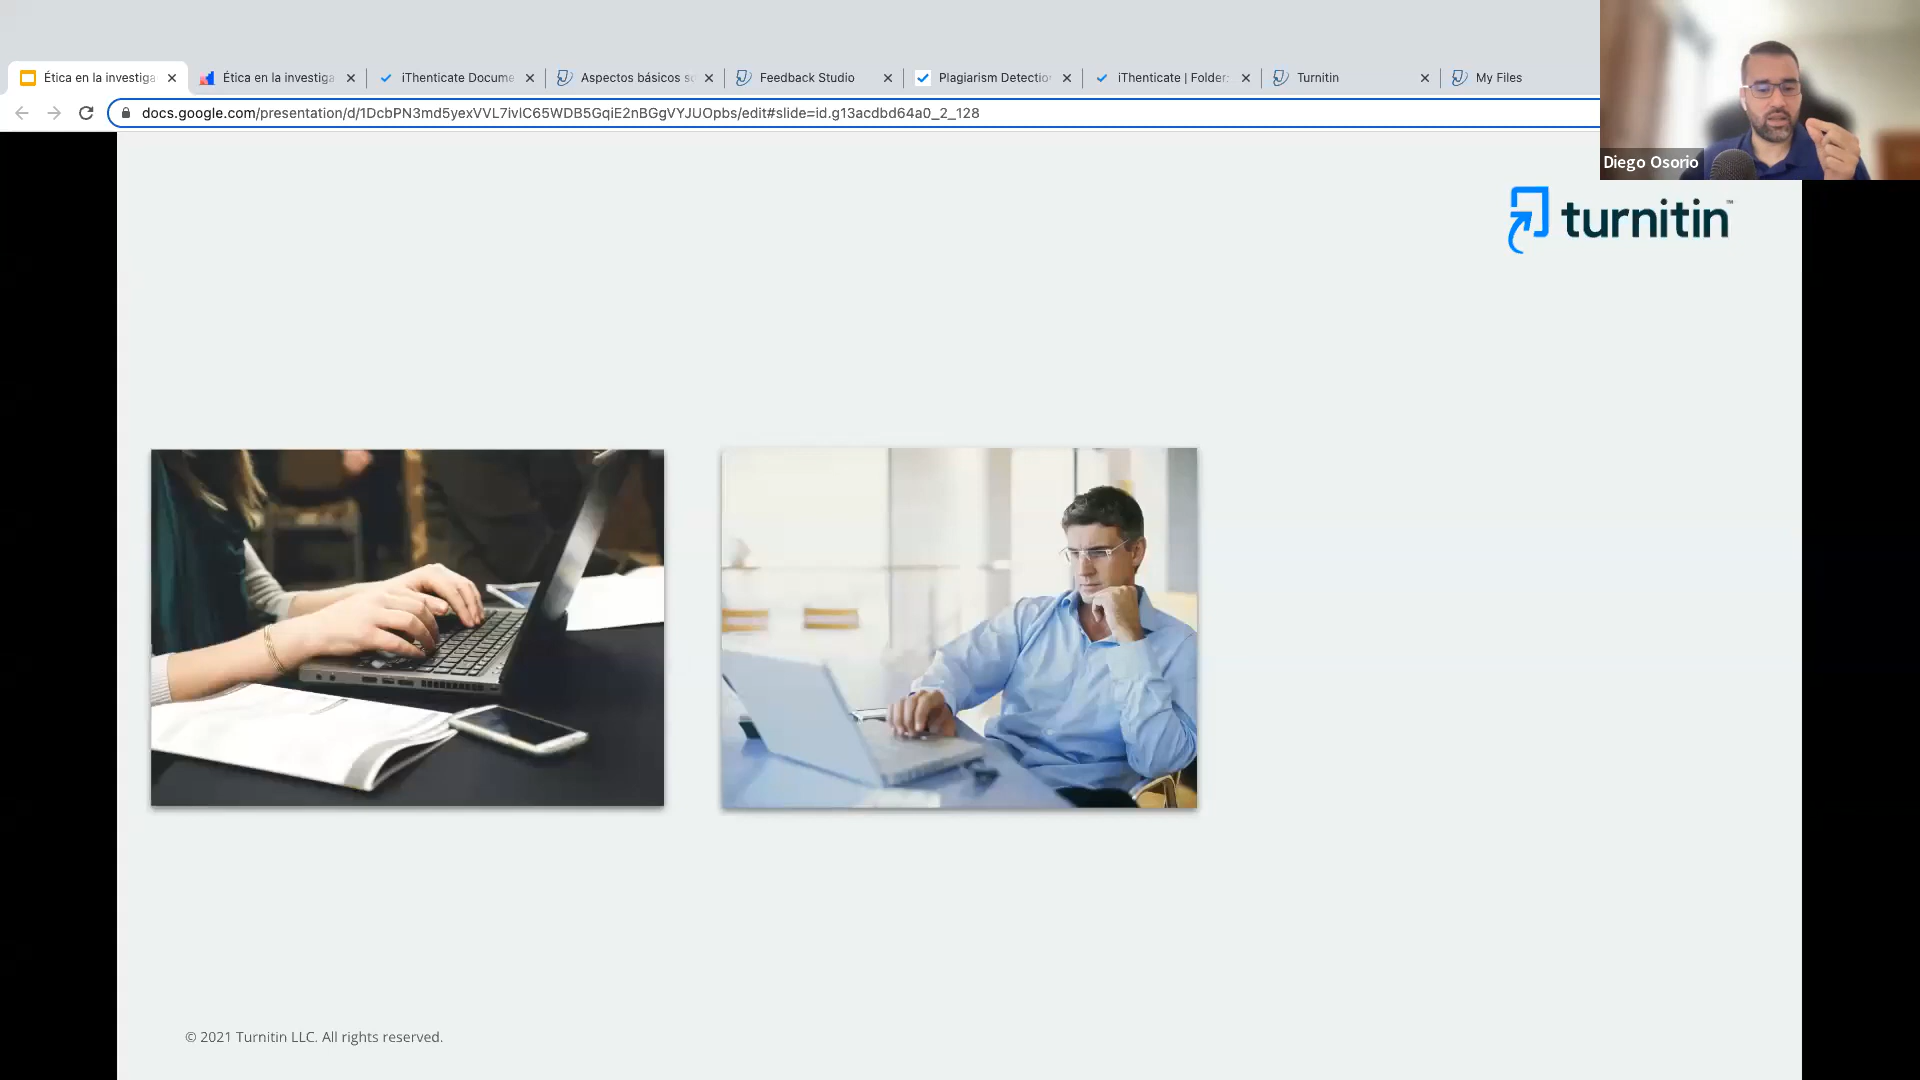 Ética en la investiga
Ética en la investiga
iThenticate Docume
Aspectos básicos so
Feedback Studio
Plagiarism Detectio
iThenticate | Folder:
Turnitin
My Files
docs.google.com/presentation/d/1DcbPN3md5yexVVL7ivlC65WDB5GqiE2nBGgVYJUOpbs/edit#slide=id.g13acdbd64a0_2_128
Diego Osorio
turnitin™
© 2021 Turnitin LLC. All rights reserved.